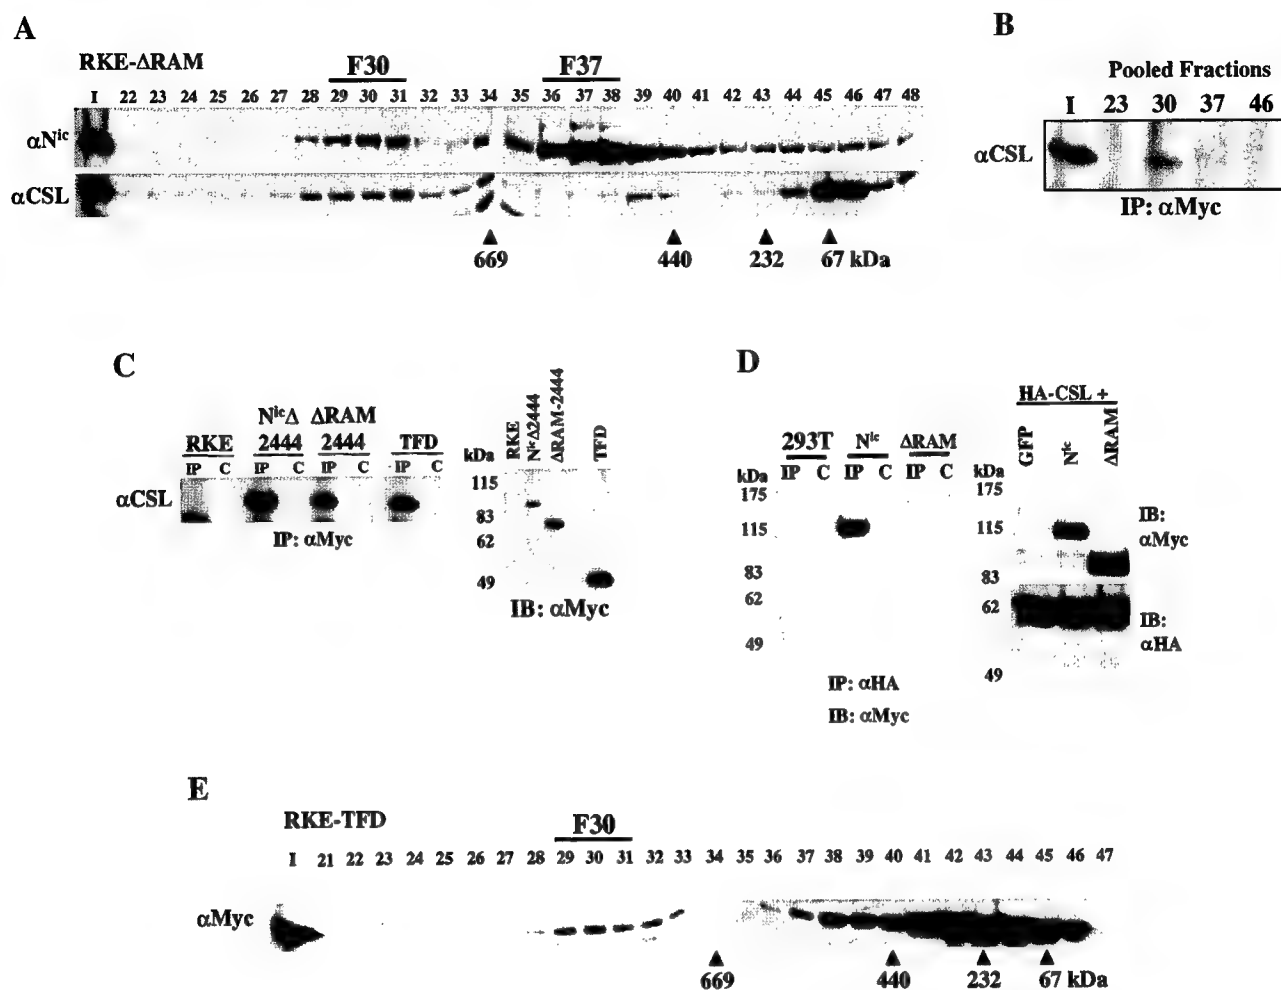 A
RKE-ΔRAM
F30 F37
I 22 23 24 25 26 27 28 29 30 31 32 33 34 35 36 37 38 39 40 41 42 43 44 45 46 47 48
αNic
αCSL
669 440 232 67 kDa
B
Pooled Fractions
I 23 30 37 46
αCSL
IP: αMyc
C
NicΔ ΔRAM
RKE 2444 2444 TFD
IP C IP C IP C IP C
αCSL
IP: αMyc
RKE
NicΔ2444
ΔRAM-2444
TFD
kDa
115
83
62
49
IB: αMyc
D
293T Nic ΔRAM
IP C IP C IP C
kDa
175
115
83
62
49
IP: αHA
IB: αMyc
HA-CSL +
GFP
Nic
ΔRAM
kDa
175
115
83
62
49
IB:
αMyc
IB:
αHA
E
RKE-TFD
F30
I 21 22 23 24 25 26 27 28 29 30 31 32 33 34 35 36 37 38 39 40 41 42 43 44 45 46 47
αMyc
669 440 232 67 kDa